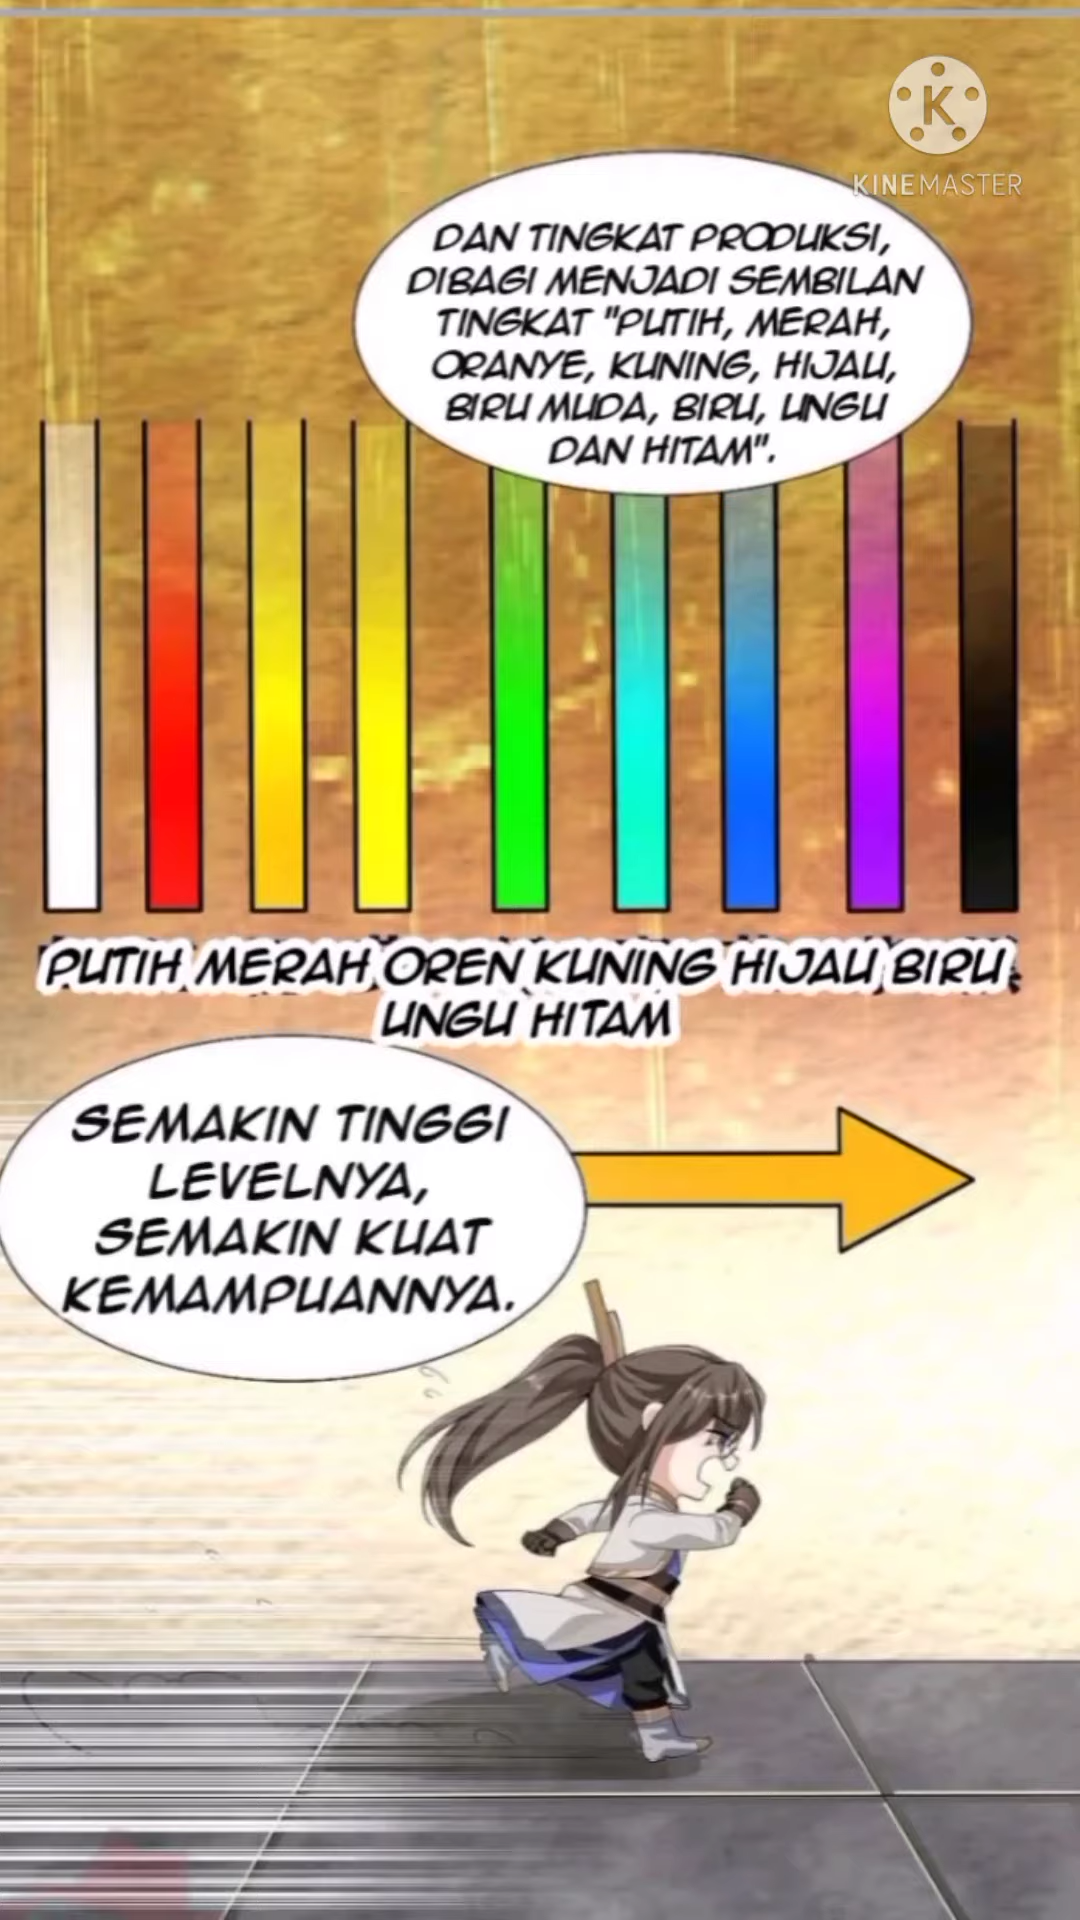 KINEMASTER
DAN TINGKAT PRODUKSI,
DIBAGI MENJADI SEMBILAN
TINGKAT "PUTIH, MERAH,
ORANYE, KUNING, HIJAU,
BIRU MUDA, BIRU, UNGU
DAN HITAM".
PUTIH MERAH OREN KUNING HIJAU BIRU
UNGU HITAM
SEMAKIN TINGGI
LEVELNYA,
SEMAKIN KUAT
KEMAMPUANNYA.